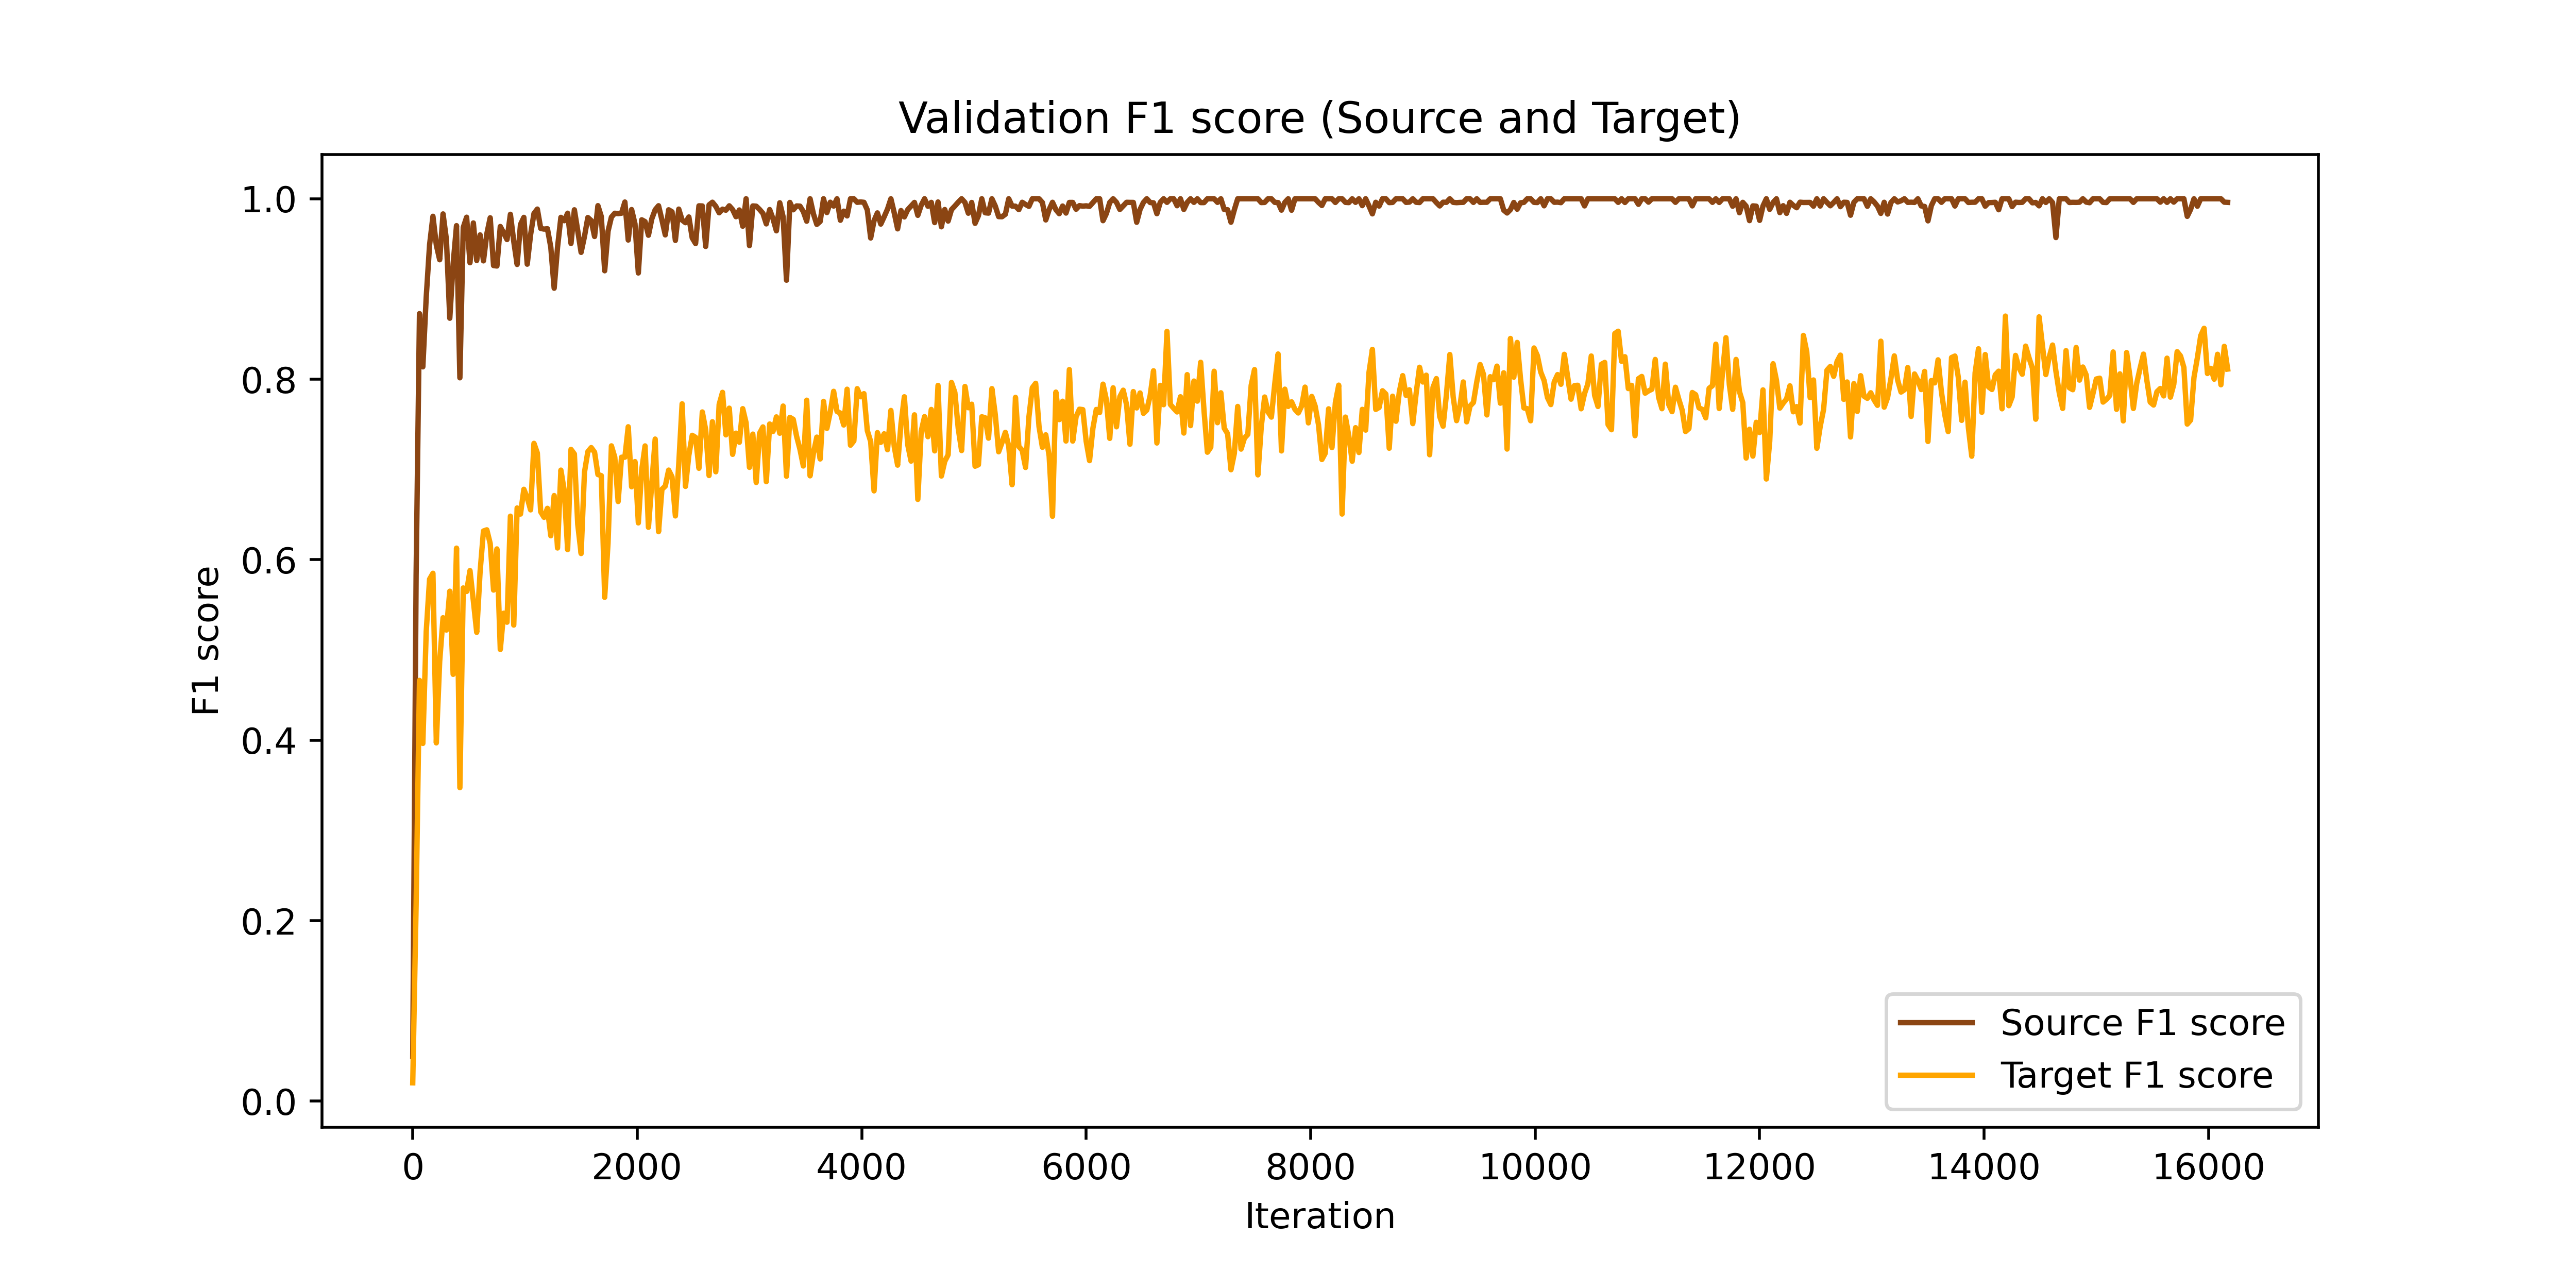 Validation F1 score (Source and Target)
1.0
0.8
0.6
0.4
0.2
0.0
F1 score
Source F1 score
Target F1 score
0 2000 4000 6000 8000 10000 12000 14000 16000
Iteration